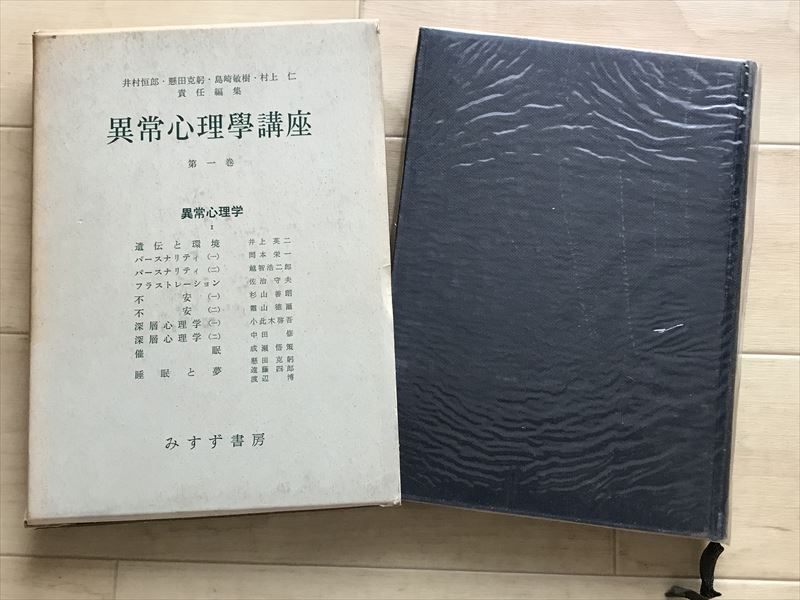 井村恒郎・懸田克躬・島崎敏樹・村上 仁
責任編集
異常心理學講座
第一巻
異常心理学
I
遺伝と環境 井上英二
パースナリティ(一) 岡本栄一
パースナリティ(二) 越智浩二郎
フラストレーション 佐治守夫
不安(一) 杉山善朗
不安(二) 霜山徳爾
深層心理学(一) 小此木啓吾
深層心理学(二) 中田修
催眠 成瀬悟策
睡眠と夢 懸田克躬
遠藤四郎
渡辺博
みすず書房